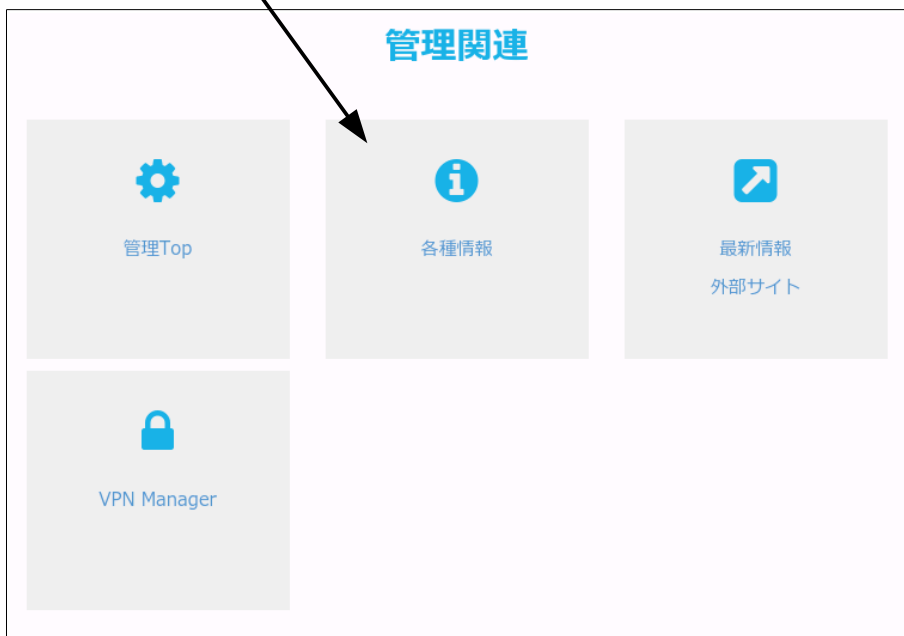 管理関連
管理Top
各種情報
最新情報
外部サイト
VPN Manager